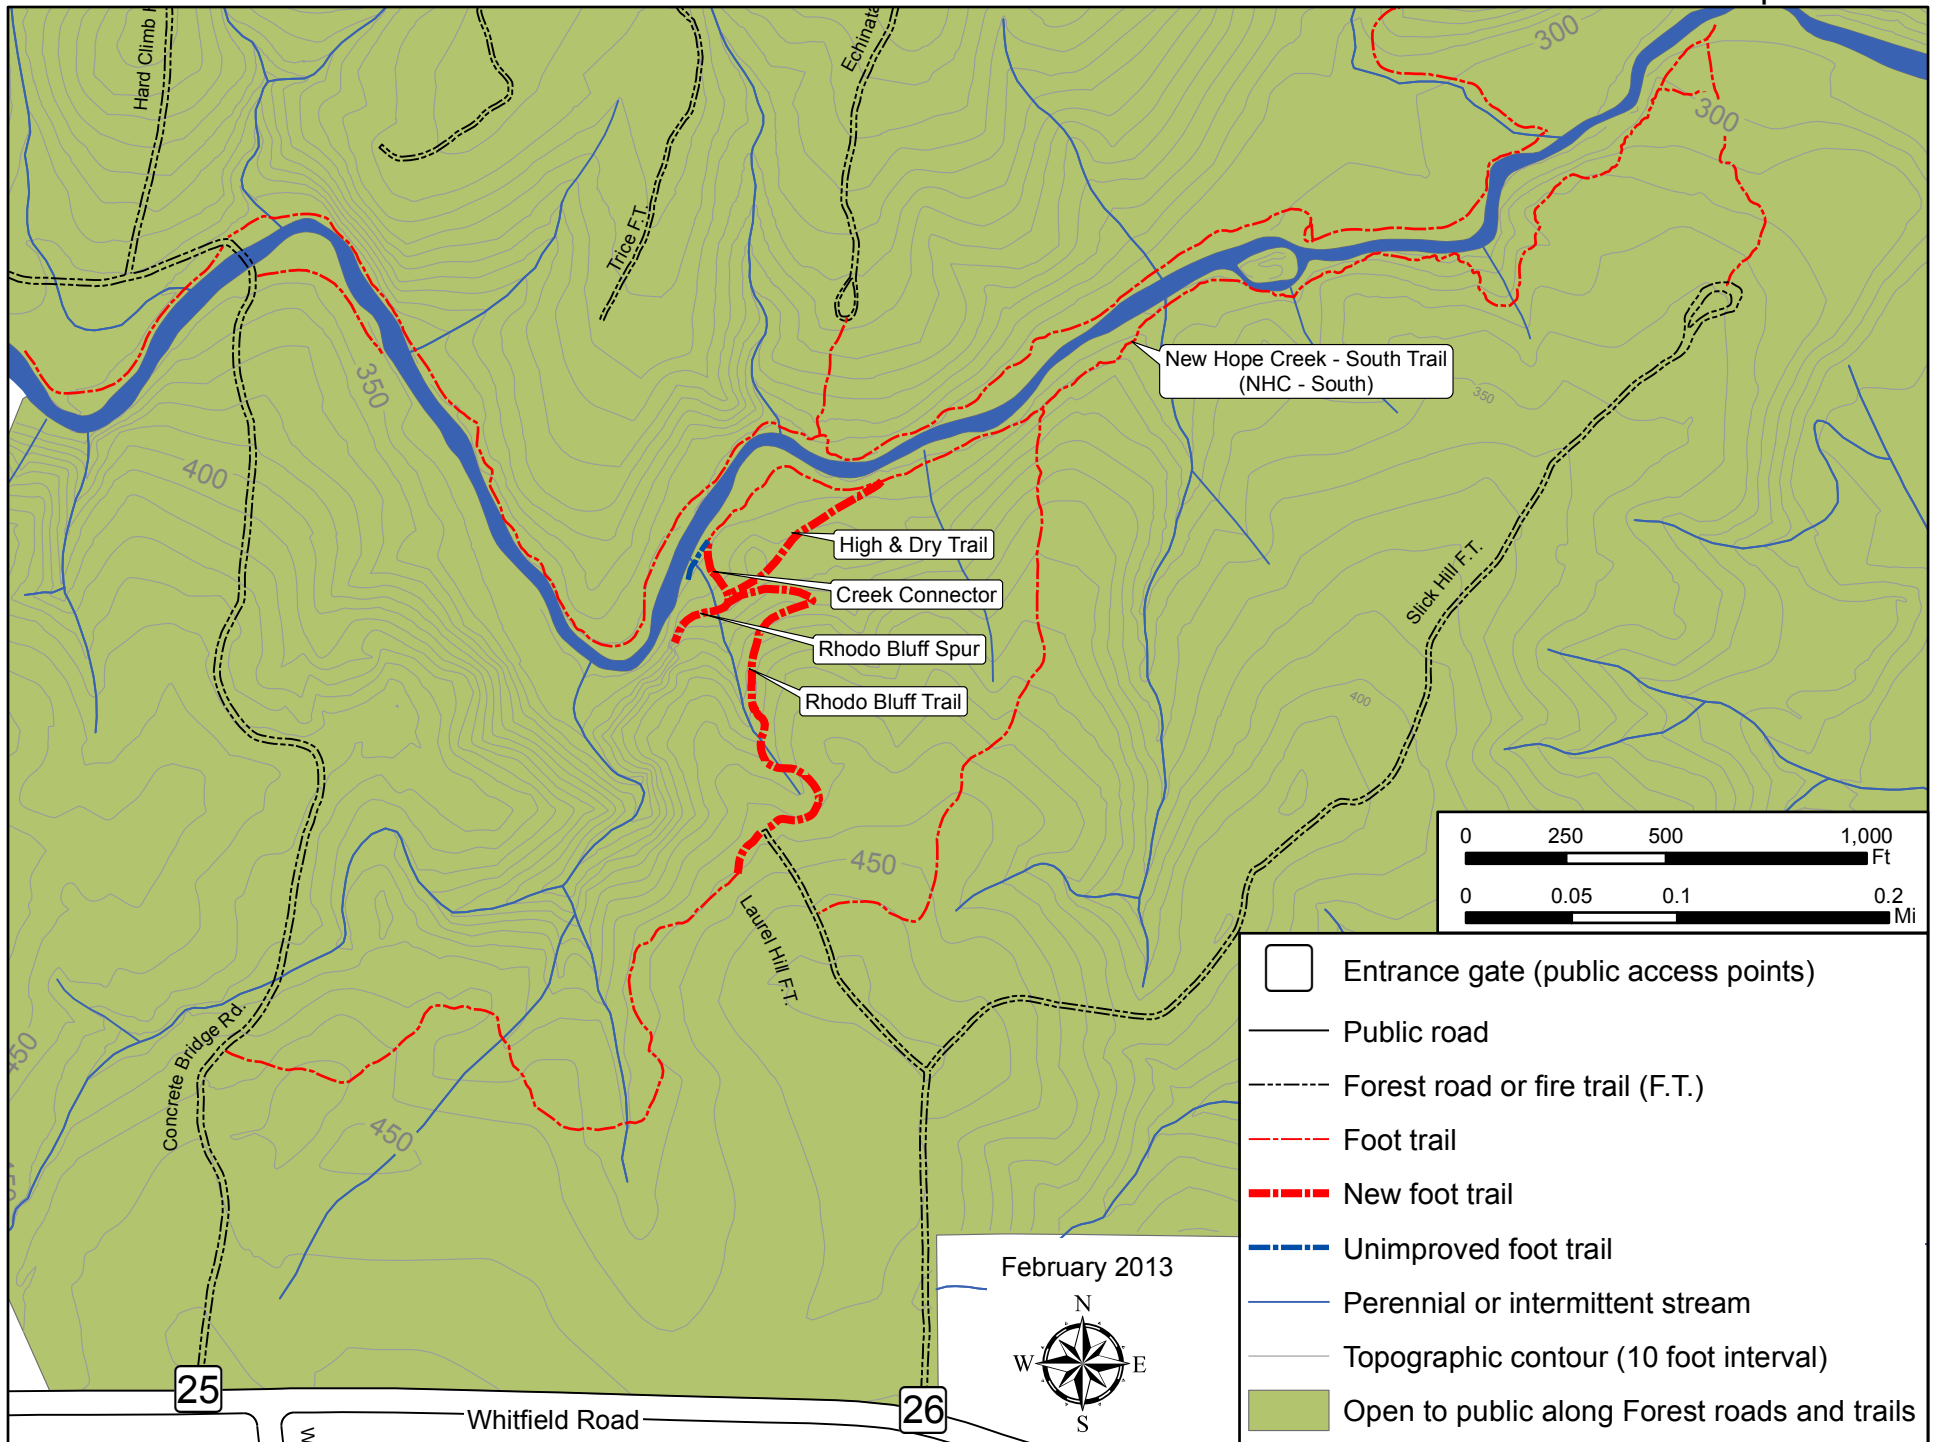 Hard Climb
Echinata
300
300
Trice F.T.
New Hope Creek - South Trail
(NHC - South)
350
350
400
High & Dry Trail
Creek Connector
Slick Hill F.T.
Rhodo Bluff Spur
Rhodo Bluff Trail
400
450
Laurel Hill F.T.
Concrete Bridge Rd.
450
450
0 250 500 1,000
Ft
0 0.05 0.1 0.2
Mi
Entrance gate (public access points)
Public road
Forest road or fire trail (F.T.)
Foot trail
New foot trail
Unimproved foot trail
Perennial or intermittent stream
Topographic contour (10 foot interval)
Open to public along Forest roads and trails
February 2013
N
W E
S
25
26
Whitfield Road
W